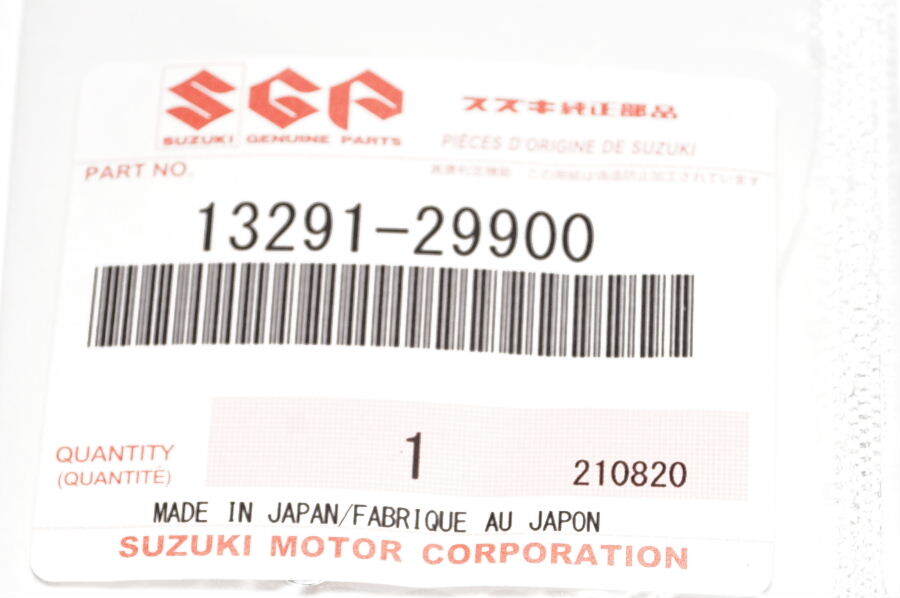 SGP
スズキ純正部品
SUZUKI GENUINE PARTS
PIÈCES D'ORIGINE DE SUZUKI
PART NO.
13291-29900
QUANTITY
1
(QUANTITÉ)
210820
MADE IN JAPAN/FABRIQUE AU JAPON
SUZUKI MOTOR CORPORATION